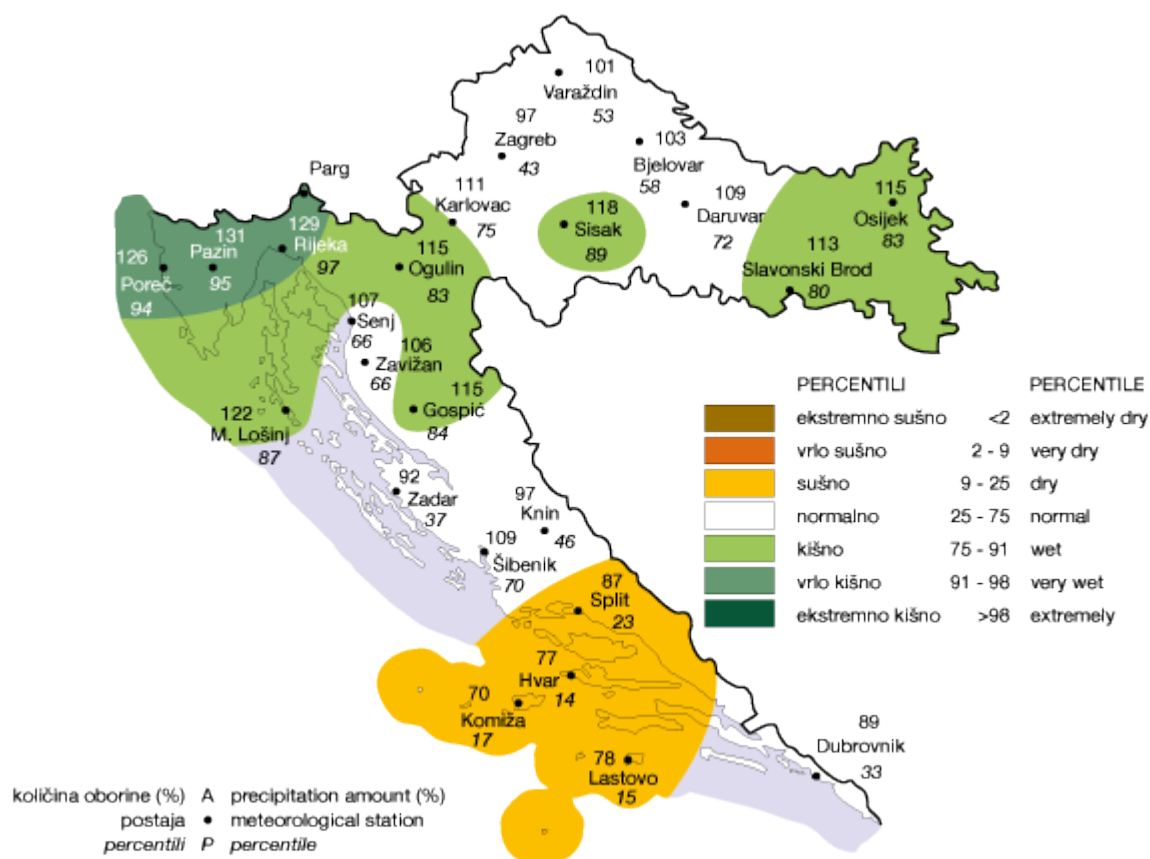 101
Varaždin
53
97
Zagreb
43
103
Bjelovar
58
Parg
111
Karlovac
75
118
Sisak
89
109
Daruvar
72
115
Osijek
83
113
Slavonski Brod
80
129
Rijeka
97
131
Pazin
95
126
Poreč
94
115
Ogulin
83
107
Senj
66
106
Zavižan
66
115
Gospić
84
122
M. Lošinj
87
92
Zadar
37
97
Knin
46
109
Šibenik
70
87
Split
23
77
Hvar
14
70
Komiža
17
78
Lastovo
15
89
Dubrovnik
33
PERCENTILI PERCENTILE
ekstremno sušno <2 extremely dry
vrlo sušno 2 - 9 very dry
sušno 9 - 25 dry
normalno 25 - 75 normal
kišno 75 - 91 wet
vrlo kišno 91 - 98 very wet
ekstremno kišno >98 extremely
količina oborine (%) A precipitation amount (%)
postaja • meteorological station
percentili P percentile